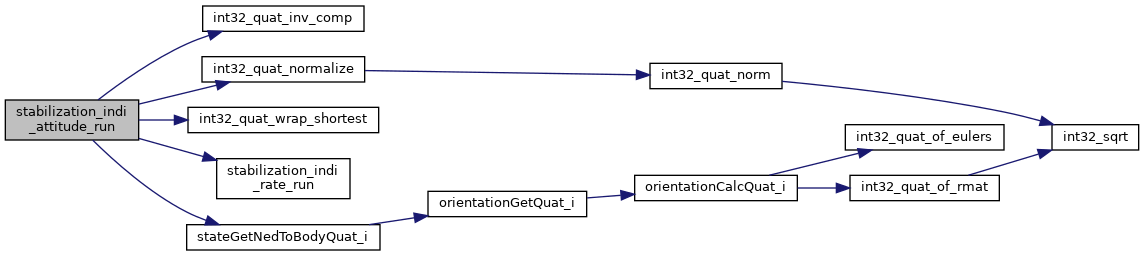 int32_quat_inv_comp
int32_quat_normalize
int32_quat_norm
stabilization_indi
_attitude_run
int32_quat_wrap_shortest
int32_quat_of_eulers
int32_sqrt
stabilization_indi
_rate_run
orientationCalcQuat_i
int32_quat_of_rmat
orientationGetQuat_i
stateGetNedToBodyQuat_i